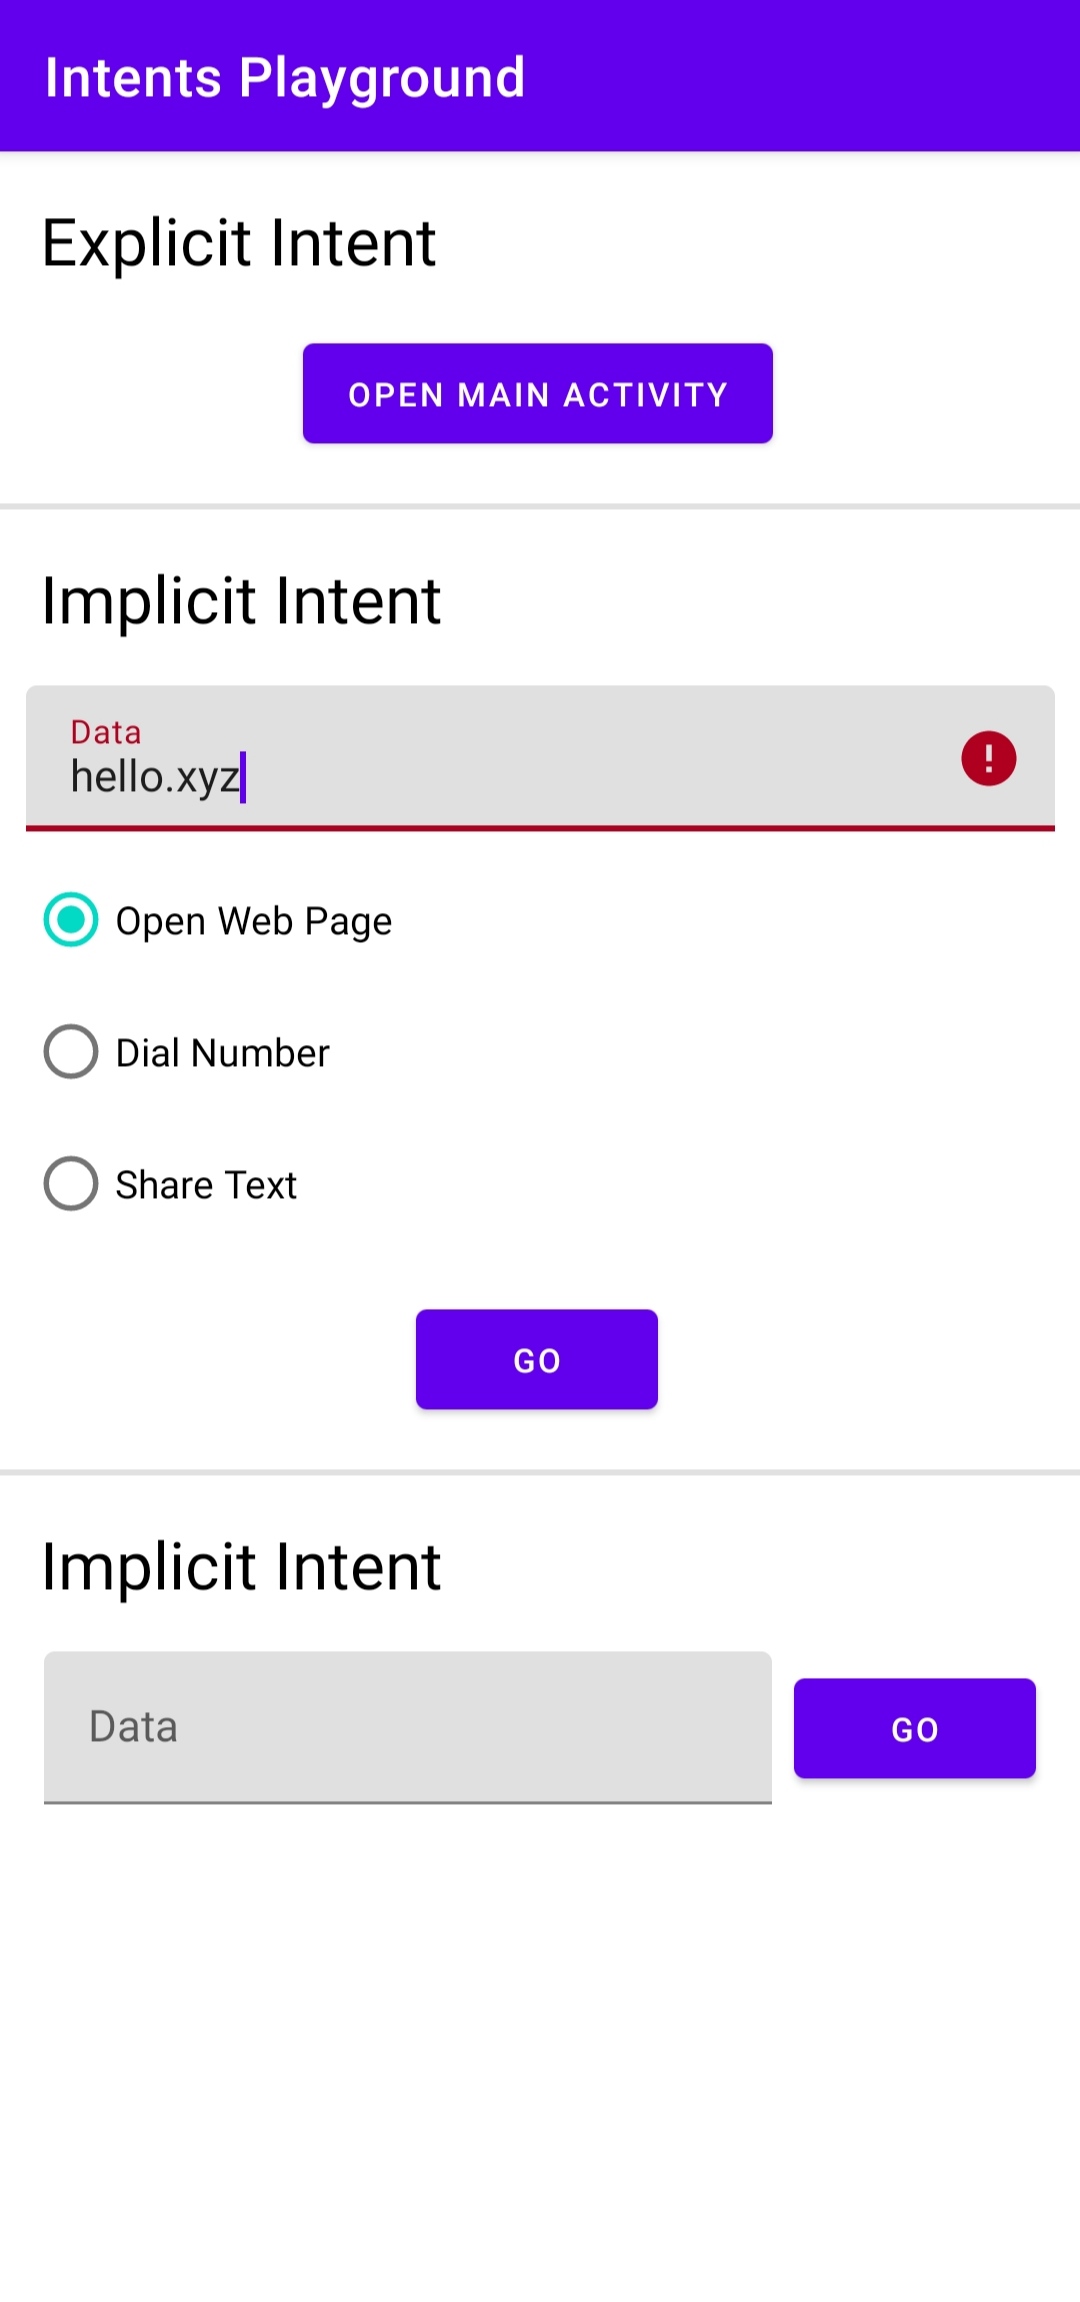 Intents Playground
Explicit Intent
OPEN MAIN ACTIVITY
Implicit Intent
Data
hello.xyz
Open Web Page
Dial Number
Share Text
GO
Implicit Intent
Data
GO